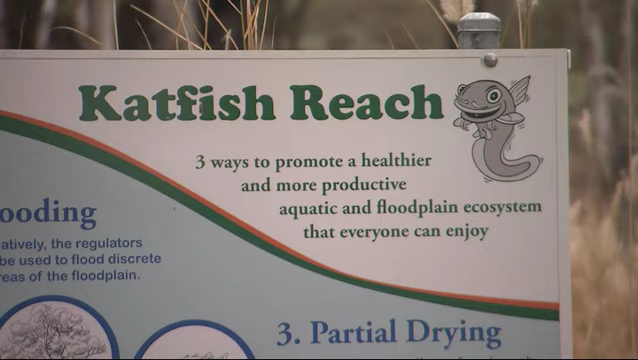 Katfish Reach
3 ways to promote a healthier
and more productive
aquatic and floodplain ecosystem
that everyone can enjoy
ooding
atively, the regulators
be used to flood discrete
reas of the floodplain.
3. Partial Drying